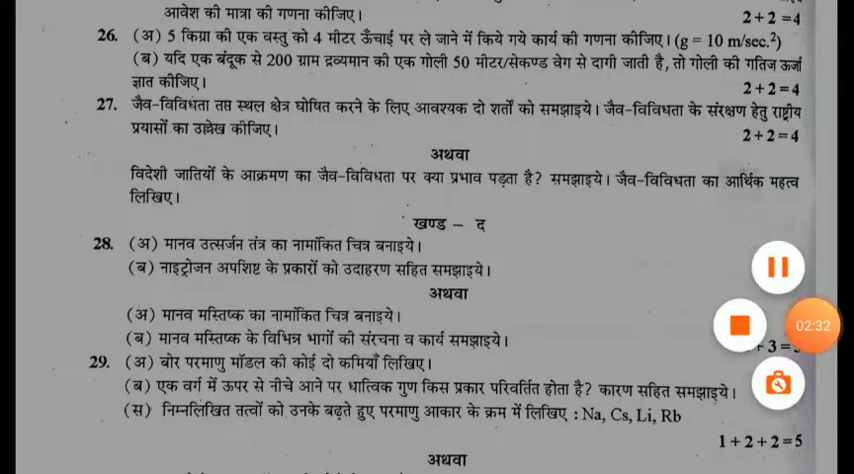 आवेश की मात्रा की गणना कीजिए। 2 + 2 = 4
26. (अ) 5 किग्रा की एक वस्तु को 4 मीटर ऊँचाई पर ले जाने में किये गये कार्य की गणना कीजिए। (g = 10 m/sec.²)
(ब) यदि एक बंदूक से 200 ग्राम द्रव्यमान की एक गोली 50 मीटर/सेकण्ड वेग से दागी जाती है, तो गोली की गतिज ऊर्जा
ज्ञात कीजिए। 2 + 2 = 4
27. जैव-विविधता तप्त स्थल क्षेत्र घोषित करने के लिए आवश्यक दो शर्तों को समझाइये। जैव-विविधता के संरक्षण हेतु राष्ट्रीय
प्रयासों का उल्लेख कीजिए। 2 + 2 = 4
अथवा
विदेशी जातियों के आक्रमण का जैव-विविधता पर क्या प्रभाव पड़ता है? समझाइये। जैव-विविधता का आर्थिक महत्व
लिखिए।
खण्ड – द
28. (अ) मानव उत्सर्जन तंत्र का नामांकित चित्र बनाइये।
(ब) नाइट्रोजन अपशिष्ट के प्रकारों को उदाहरण सहित समझाइये।
अथवा
(अ) मानव मस्तिष्क का नामांकित चित्र बनाइये।
(ब) मानव मस्तिष्क के विभिन्न भागों की संरचना व कार्य समझाइये।
+ 3 =
02:32
29. (अ) बोर परमाणु मॉडल की कोई दो कमियाँ लिखिए।
(ब) एक वर्ग में ऊपर से नीचे आने पर धात्विक गुण किस प्रकार परिवर्तित होता है? कारण सहित समझाइये।
(स) निम्नलिखित तत्वों को उनके बढ़ते हुए परमाणु आकार के क्रम में लिखिए : Na, Cs, Li, Rb
1 + 2 + 2 = 5
अथवा